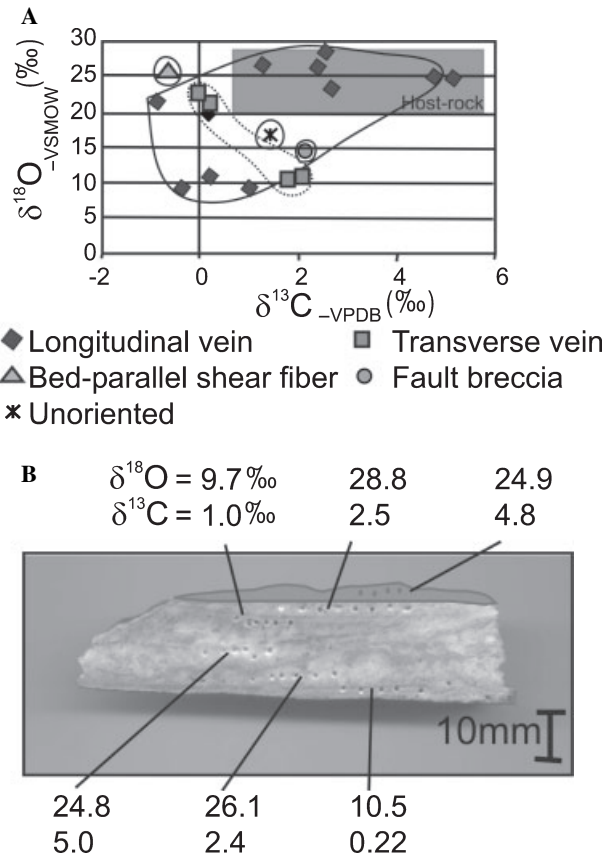 A
δ18O–VSMOW(‰)
30
25
20
15
10
5
0
Host-rock
-2 0 2 4 6
δ13C –VPDB(‰)
Longitudinal vein Transverse vein
Bed-parallel shear fiber Fault breccia
Unoriented
B
δ18O = 9.7‰ 28.8 24.9
δ13C = 1.0‰ 2.5 4.8
10mm
24.8 26.1 10.5
5.0 2.4 0.22